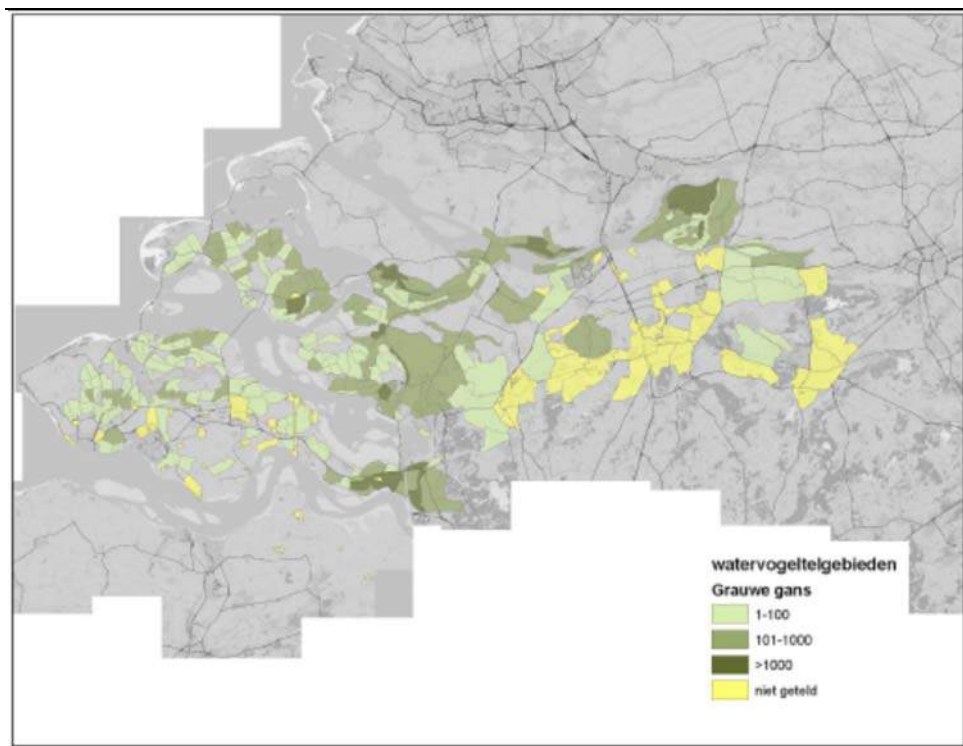 watervogeltelgebieden
Grauwe gans
1-100
101-1000
>1000
niet geteld